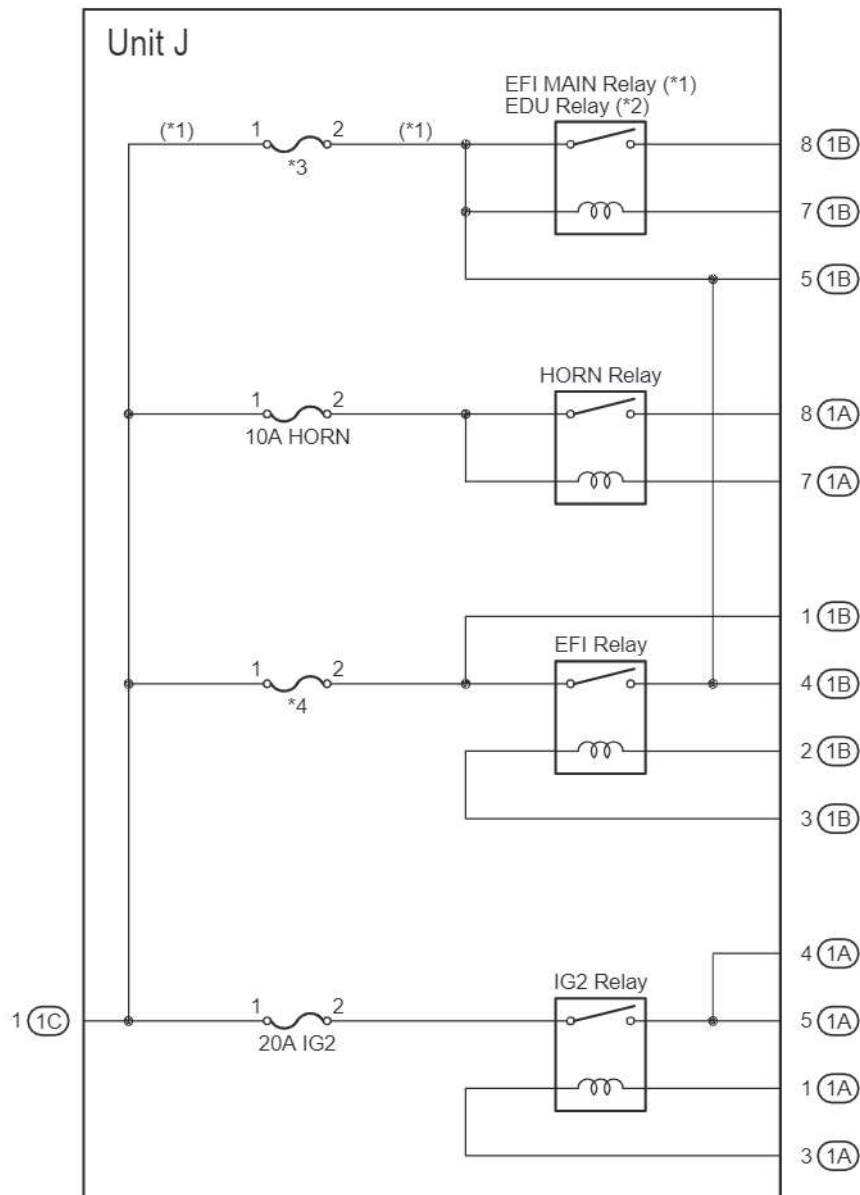 Unit J
EFI MAIN Relay (*1)
EDU Relay (*2)
(*1) 1 2 (*1)
*3
8 1B
7 1B
5 1B
HORN Relay
1 2
10A HORN
8 1A
7 1A
1 1B
EFI Relay
1 2
*4
4 1B
2 1B
3 1B
4 1A
IG2 Relay
1 1C
1 2
20A IG2
5 1A
1 1A
3 1A